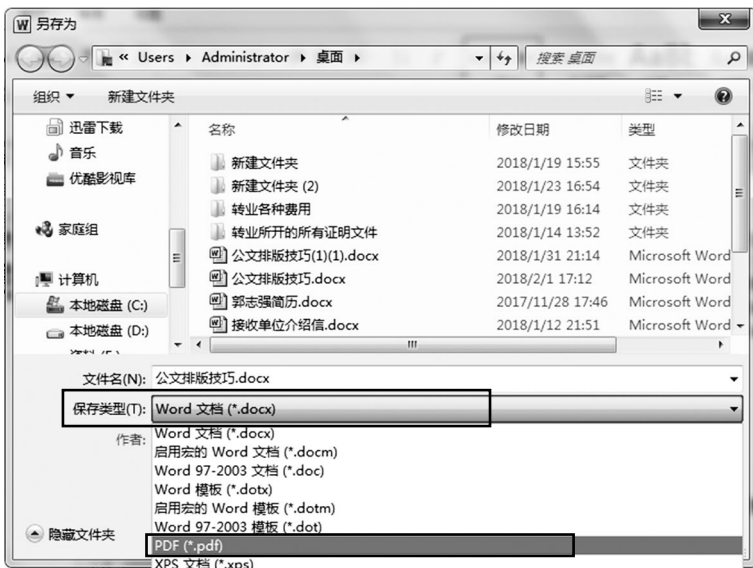 另存为
« Users ▸ Administrator ▸ 桌面 ▸
搜索 桌面
组织 ▼ 新建文件夹
迅雷下载
音乐
优酷影视库
家庭组
计算机
本地磁盘 (C:)
本地磁盘 (D:)
名称 修改日期 类型
新建文件夹 2018/1/19 15:55 文件夹
新建文件夹 (2) 2018/1/23 16:54 文件夹
转业各种费用 2018/1/19 16:14 文件夹
转业所开的所有证明文件 2018/1/14 13:52 文件夹
公文排版技巧(1)(1).docx 2018/1/31 21:14 Microsoft Word
公文排版技巧.docx 2018/2/1 17:12 Microsoft Word
郭志强简历.docx 2017/11/28 17:46 Microsoft Word
接收单位介绍信.docx 2018/1/12 21:51 Microsoft Word
文件名(N): 公文排版技巧.docx
保存类型(T): Word 文档 (*.docx)
作者:
Word 文档 (*.docx)
启用宏的 Word 文档 (*.docm)
Word 97-2003 文档 (*.doc)
Word 模板 (*.dotx)
启用宏的 Word 模板 (*.dotm)
Word 97-2003 模板 (*.dot)
PDF (*.pdf)
XPS 文档 (*.xps)
隐藏文件夹